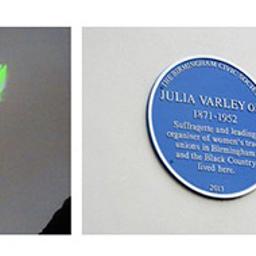 THE BIRMINGHAM CIVIC SOCIETY
JULIA VARLEY
1871-1952
Suffragette and leading
organiser of women's
unions in Birmingham
and the Black Country
lived here.
2013